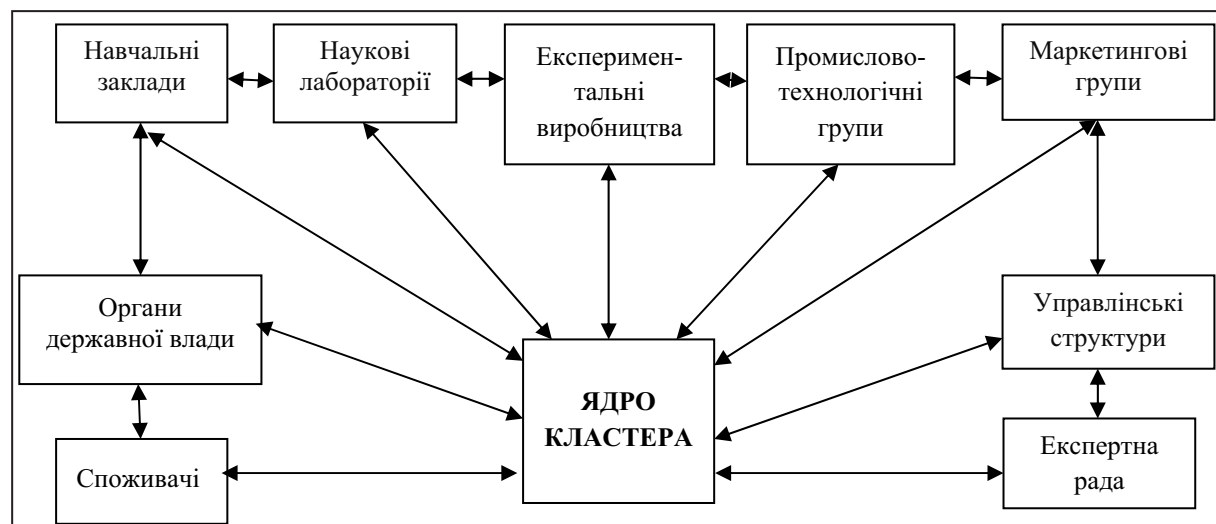 Навчальні
заклади
Наукові
лабораторії
Експеримен-
тальні
виробництва
Промислово-
технологічні
групи
Маркетингові
групи
Органи
державної влади
Управлінські
структури
ЯДРО
КЛАСТЕРА
Споживачі
Експертна
рада